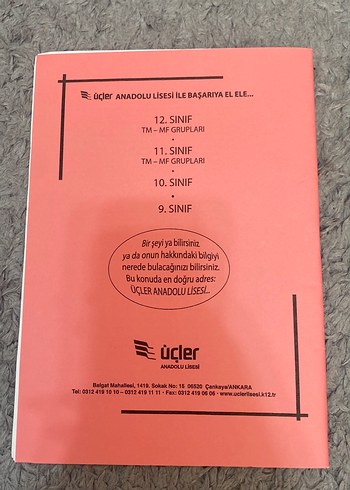 üçler ANADOLU LİSESİ İLE BAŞARIYA EL ELE...
12. SINIF
TM – MF GRUPLARI
•
11. SINIF
TM – MF GRUPLARI
•
10. SINIF
•
9. SINIF
Bir şeyi ya bilirsiniz,
ya da onun hakkındaki bilgiyi
nerede bulacağınızı bilirsiniz.
Bu konuda en doğru adres:
ÜÇLER ANADOLU LİSESİ...
üçler
ANADOLU LİSESİ
Balgat Mahallesi, 1419. Sokak No: 15 06520 Çankaya/ANKARA
Tel: 0312 419 10 10 – 0312 419 11 11 - Fax: 0312 419 06 06 - www.uclerlisesi.k12.tr